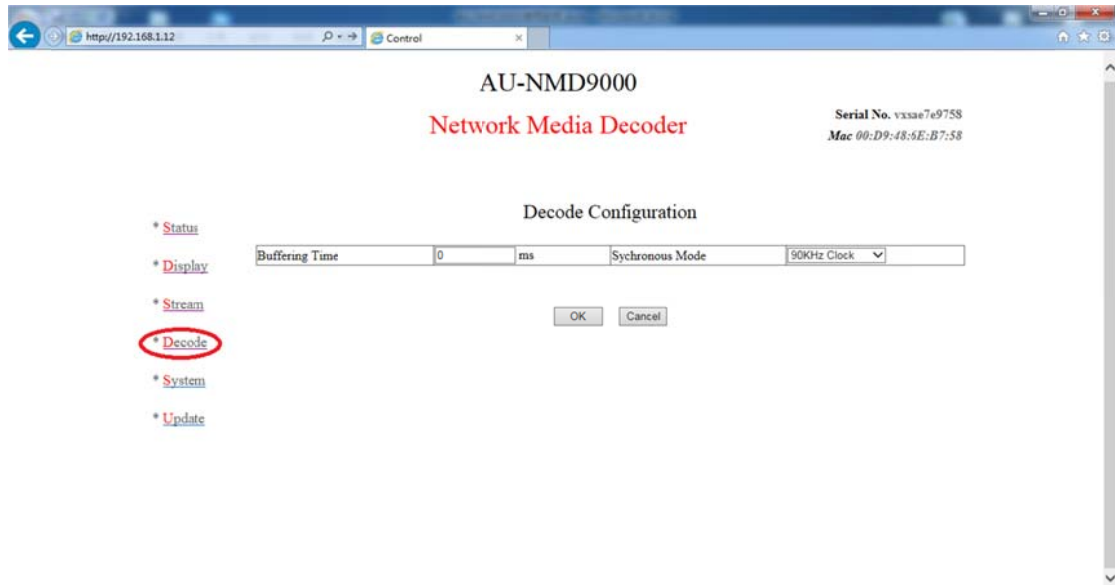 http://192.168.1.12
Control
AU-NMD9000
Network Media Decoder
Serial No. vxsae7e9758
Mac 00:D9:48:6E:B7:58
Decode Configuration
* Status
* Display
* Stream
* Decode
* System
* Update
Buffering Time 0 ms Sychronous Mode 90KHz Clock
OK Cancel